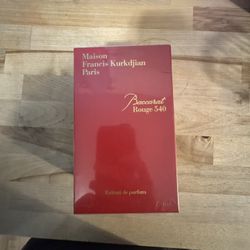 Maison
Francis Kurkdjian
Paris
Baccarat
Rouge 540
Extrait de parfum